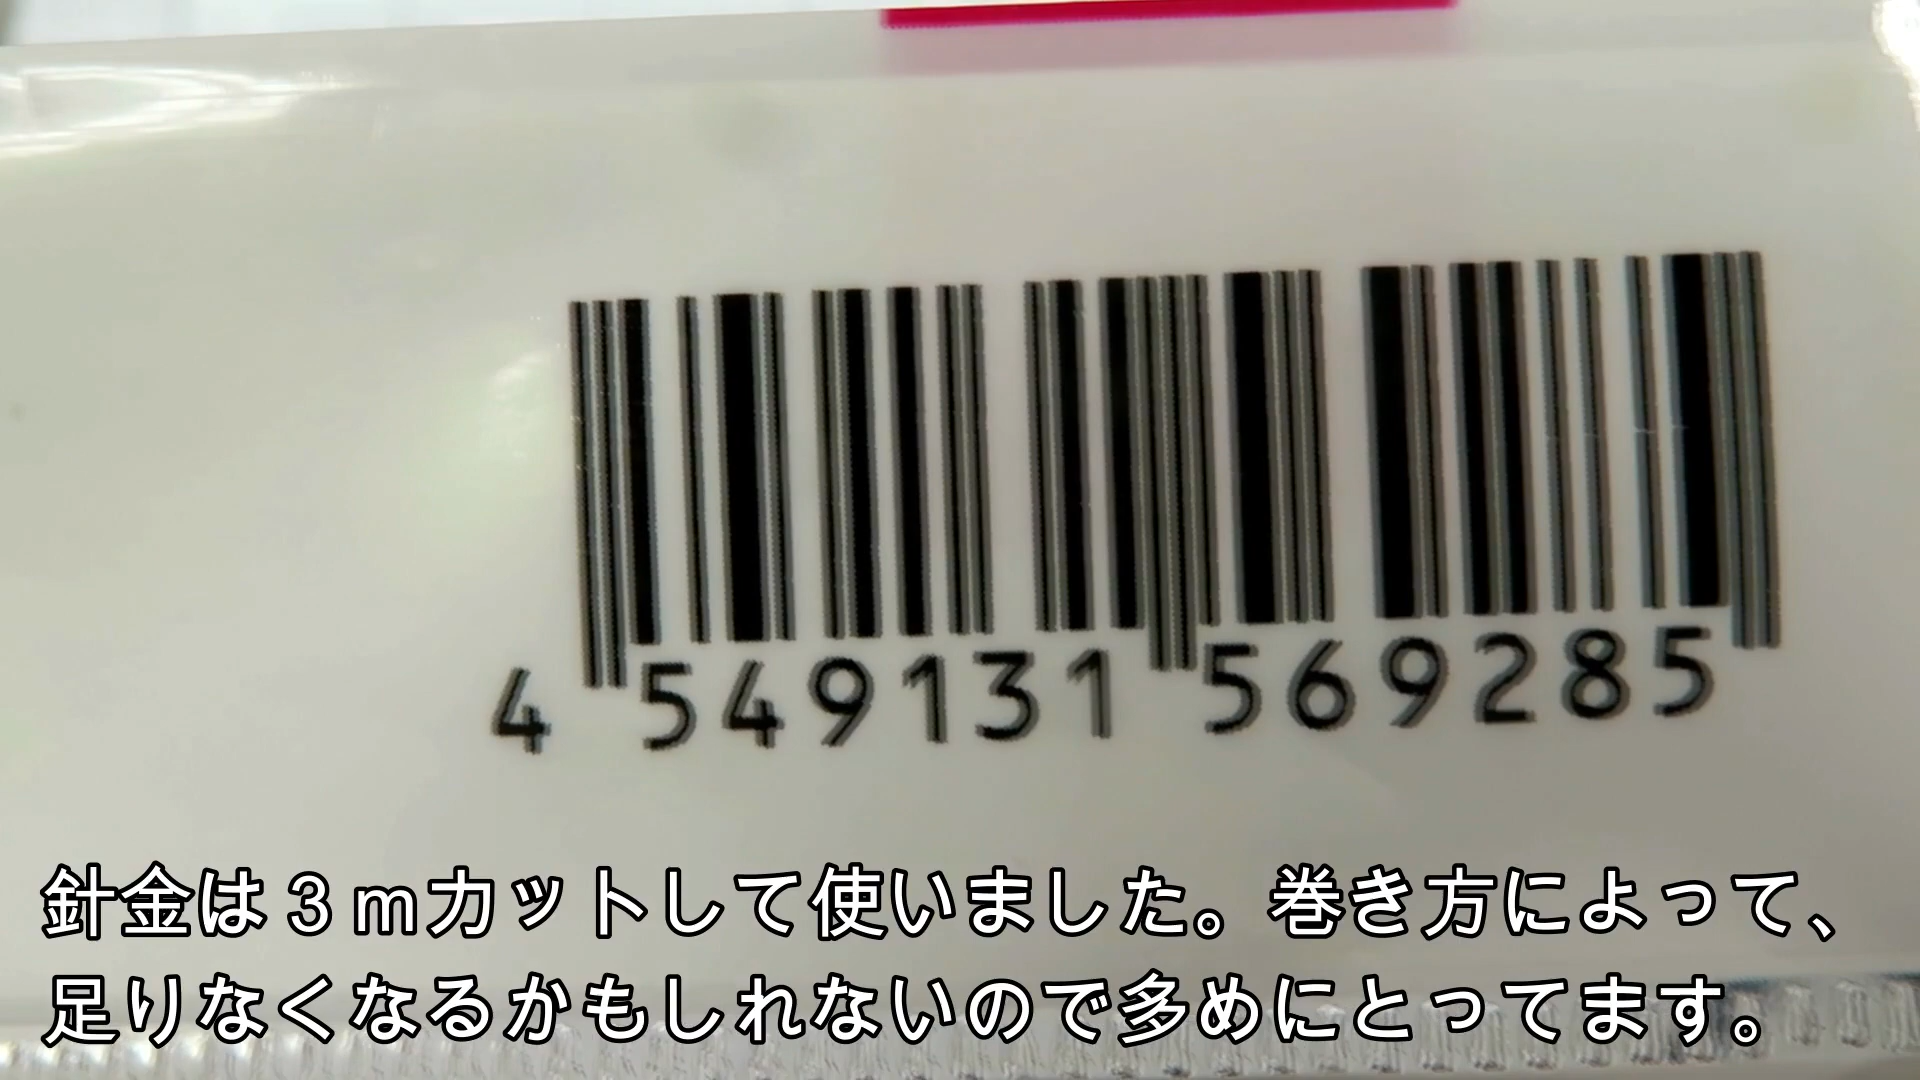 4 549131 569285
針金は３ｍカットして使いました。巻き方によって、
足りなくなるかもしれないので多めにとってます。